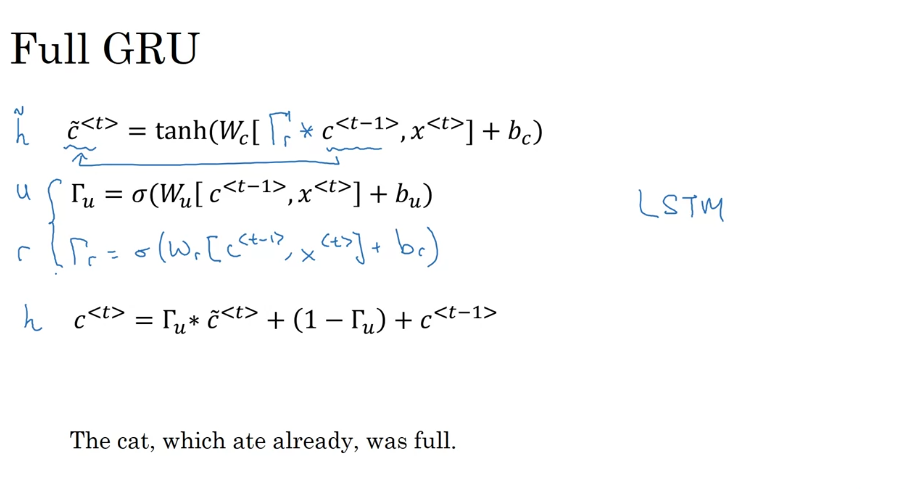 Full GRU
h̃ c̃^{<t>} = tanh(W_c[ Γ_r * c^{<t−1>}, x^{<t>}] + b_c)
u Γ_u = σ(W_u[ c^{<t−1>}, x^{<t>}] + b_u)
LSTM
r Γ_r = σ(W_r[c^{<t−1>}, x^{<t>}] + b_r)
h c^{<t>} = Γ_u * c̃^{<t>} + (1 − Γ_u) + c^{<t−1>}
The cat, which ate already, was full.